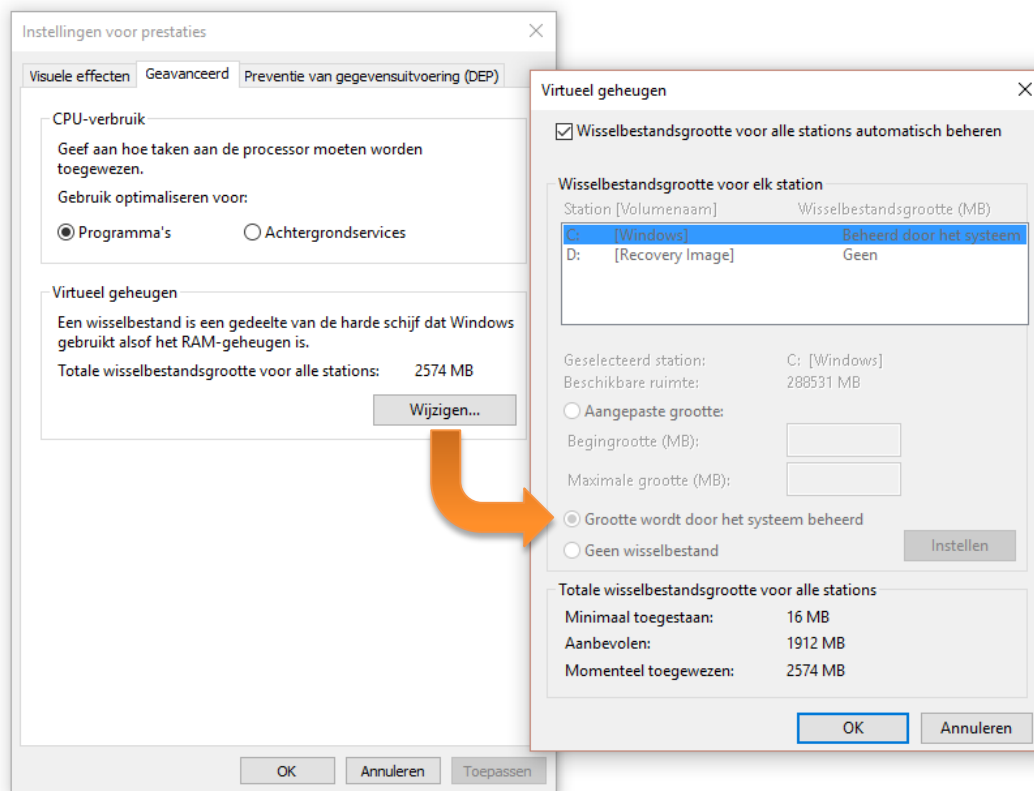 Instellingen voor prestaties
Visuele effecten Geavanceerd Preventie van gegevensuitvoering (DEP)
CPU-verbruik
Geef aan hoe taken aan de processor moeten worden
toegewezen.
Gebruik optimaliseren voor:
Programma's Achtergrondservices
Virtueel geheugen
Een wisselbestand is een gedeelte van de harde schijf dat Windows
gebruikt alsof het RAM-geheugen is.
Totale wisselbestandsgrootte voor alle stations: 2574 MB
Wijzigen...
OK Annuleren Toepassen
Virtueel geheugen
Wisselbestandsgrootte voor alle stations automatisch beheren
Wisselbestandsgrootte voor elk station
Station [Volumenaam] Wisselbestandsgrootte (MB)
C: [Windows] Beheerd door het systeem
D: [Recovery Image] Geen
Geselecteerd station: C: [Windows]
Beschikbare ruimte: 288531 MB
Aangepaste grootte:
Begingrootte (MB):
Maximale grootte (MB):
Grootte wordt door het systeem beheerd
Geen wisselbestand
Instellen
Totale wisselbestandsgrootte voor alle stations
Minimaal toegestaan: 16 MB
Aanbevolen: 1912 MB
Momenteel toegewezen: 2574 MB
OK Annuleren